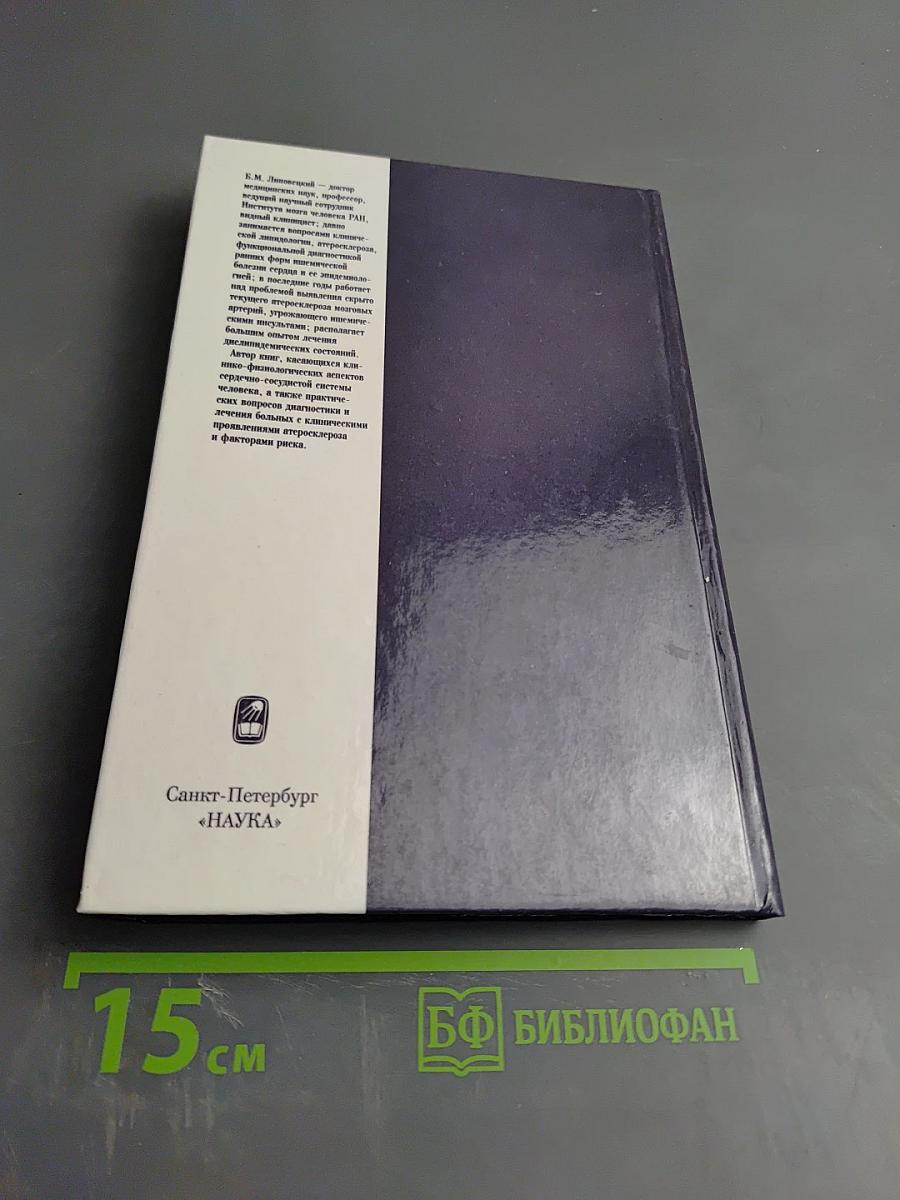 Б.М. Липовецкий — доктор
медицинских наук, профессор,
ведущий научный сотрудник
Института мозга человека РАН,
видный клиницист; давно
занимается вопросами клиниче-
ской липидологии, атеросклероза,
функциональной диагностикой
ранних форм ишемической
болезни сердца и ее эпидемиоло-
гией; в последние годы работает
над проблемой выявления скрыто
текущего атеросклероза мозговых
артерий, угрожающего ишемиче-
скими инсультами; располагает
большим опытом лечения
дислипидемических состояний.
Автор книг, касающихся кли-
нико-физиологических аспектов
сердечно-сосудистой системы
человека, а также практиче-
ских вопросов диагностики и
лечения больных с клиническими
проявлениями атеросклероза
и факторами риска.
Санкт-Петербург
«НАУКА»
15 см
БФ БИБЛИОФАН